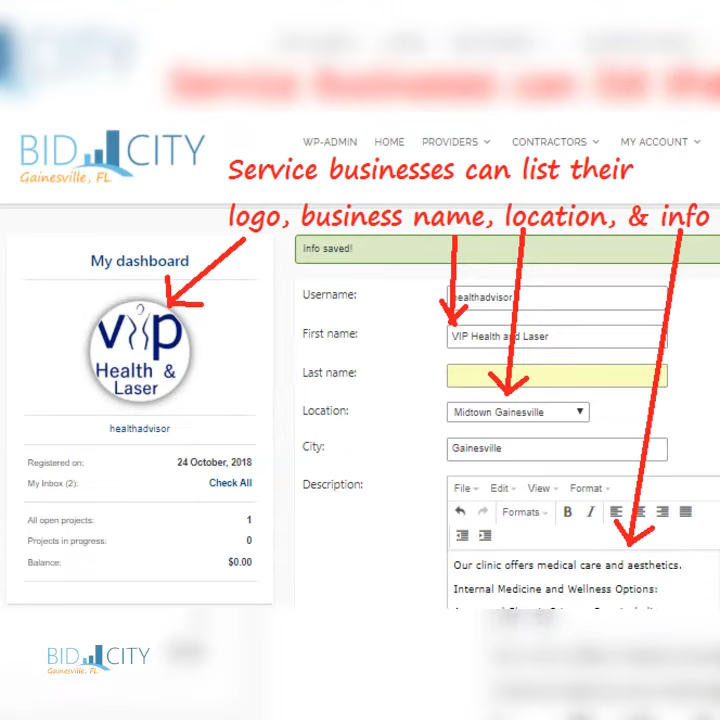 BID CITY
Gainesville, FL
WP-ADMIN HOME PROVIDERS CONTRACTORS MY ACCOUNT
Service businesses can list their
logo, business name, location, & info
My dashboard
vip
Health &
Laser
healthadvisor
Registered on: 24 October, 2018
My Inbox (2): Check All
All open projects: 1
Projects in progress: 0
Balance: $0.00
Info saved!
Username: healthadvisor
First name: VIP Health and Laser
Last name:
Location: Midtown Gainesville
City: Gainesville
Description:
File Edit View Format
Formats B I
Our clinic offers medical care and aesthetics.
Internal Medicine and Wellness Options:
BID CITY
Gainesville, FL